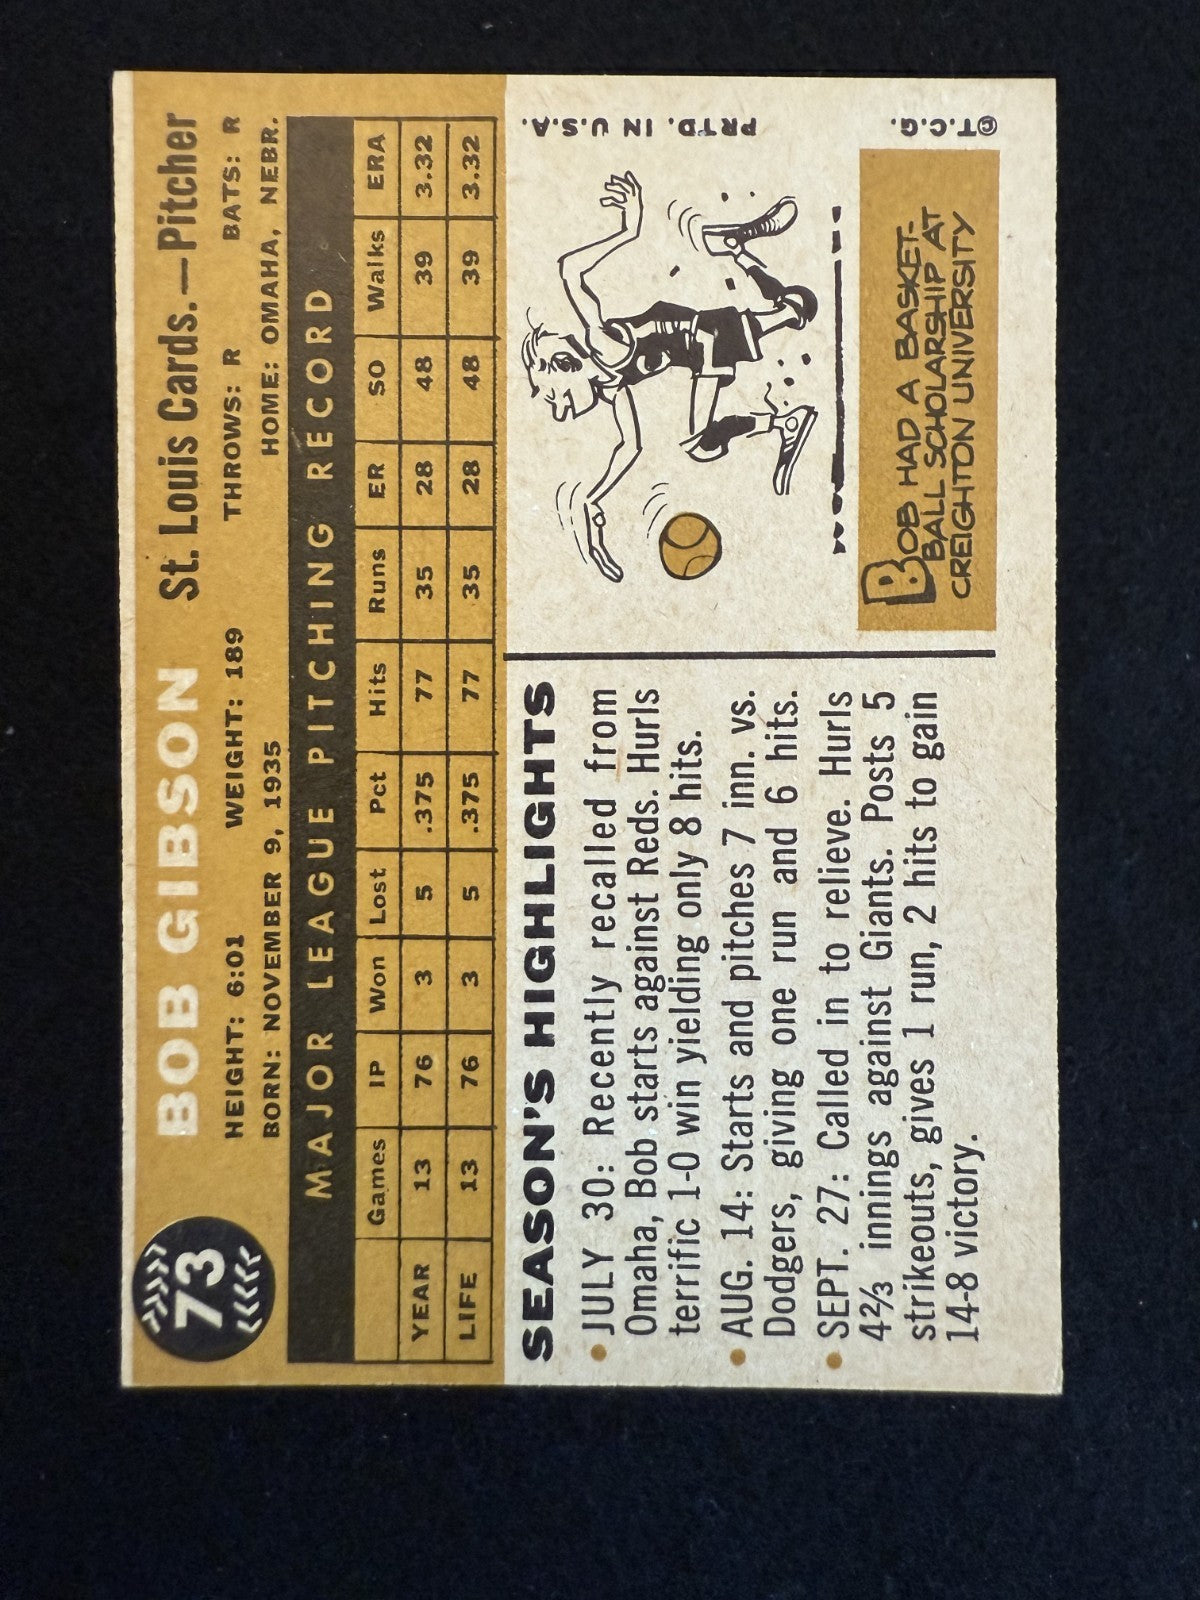 73
BOB GIBSON St. Louis Cards.—Pitcher
HEIGHT: 6:01 WEIGHT: 189 THROWS: R BATS: R
BORN: NOVEMBER 9, 1935 HOME: OMAHA, NEBR.
MAJOR LEAGUE PITCHING RECORD
Games IP Won Lost Pct Hits Runs ER SO Walks ERA
YEAR 13 76 3 5 .375 77 35 28 48 39 3.32
LIFE 13 76 3 5 .375 77 35 28 48 39 3.32
SEASON'S HIGHLIGHTS
• JULY 30: Recently recalled from
Omaha, Bob starts against Reds. Hurls
terrific 1-0 win yielding only 8 hits.
• AUG. 14: Starts and pitches 7 inn. vs.
Dodgers, giving one run and 6 hits.
• SEPT. 27: Called in to relieve. Hurls
4⅔ innings against Giants. Posts 5
strikeouts, gives 1 run, 2 hits to gain
14-8 victory.
BOB HAD A BASKET-
BALL SCHOLARSHIP AT
CREIGHTON UNIVERSITY
©T.C.G. PRTD. IN U.S.A.